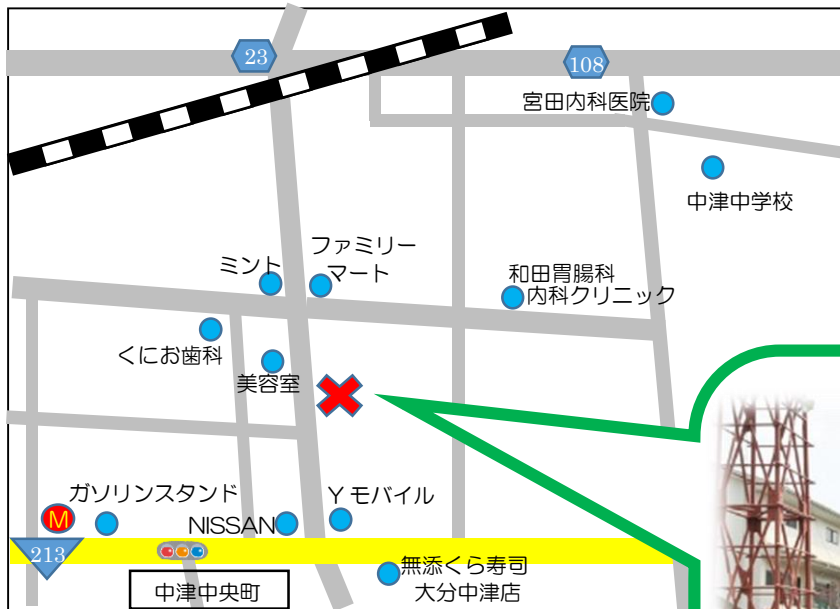 23
108
宮田内科医院
中津中学校
ファミリー
マート
ミント
和田胃腸科
内科クリニック
くにお歯科
美容室
ガソリンスタンド
Yモバイル
M
NISSAN
213
無添くら寿司
大分中津店
中津中央町